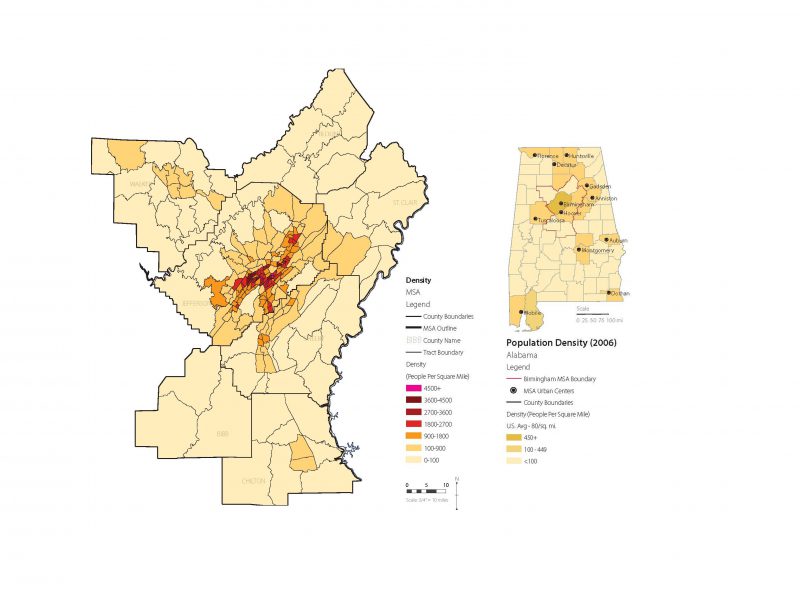 BLOUNT
WALKER
ST. CLAIR
JEFFERSON
SHELBY
BIBB
CHILTON
Density
MSA
Legend
County Boundaries
MSA Outline
BIBB County Name
Tract Boundary
Density
(People Per Square Mile)
4500+
3600-4500
2700-3600
1800-2700
900-1800
100-900
0-100
0 5 10
N
Scale: 3/4" = 10 miles
Florence
Huntsville
Decatur
Gadsden
Anniston
Birmingham
Hoover
Tuscaloosa
Auburn
Montgomery
Dothan
Mobile
Scale
0 25 50 75 100 mi
Population Density (2006)
Alabama
Legend
Birmingham MSA Boundary
MSA Urban Centers
County Boundaries
Density (People Per Square Mile)
US. Avg - 80/sq. mi.
450+
100 - 449
<100